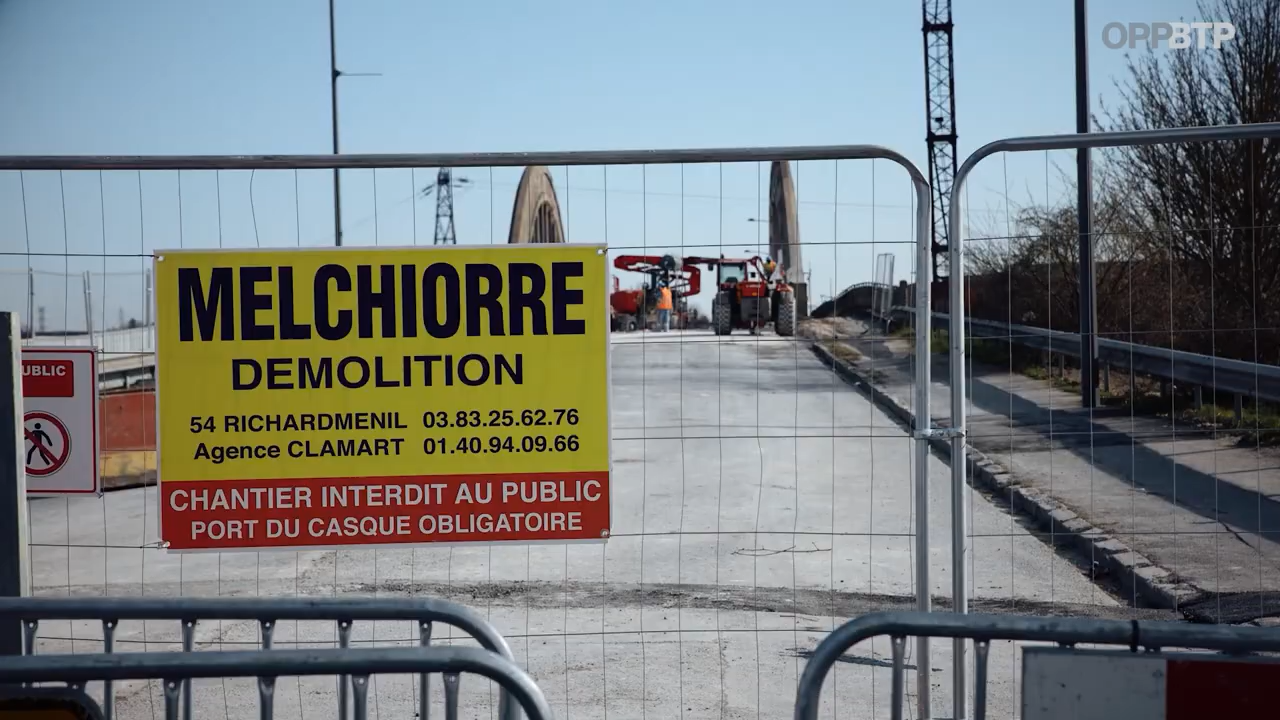 OPPBTP
MELCHIORRE
DEMOLITION
54 RICHARDMENIL 03.83.25.62.76
Agence CLAMART 01.40.94.09.66
CHANTIER INTERDIT AU PUBLIC
PORT DU CASQUE OBLIGATOIRE
UBLIC